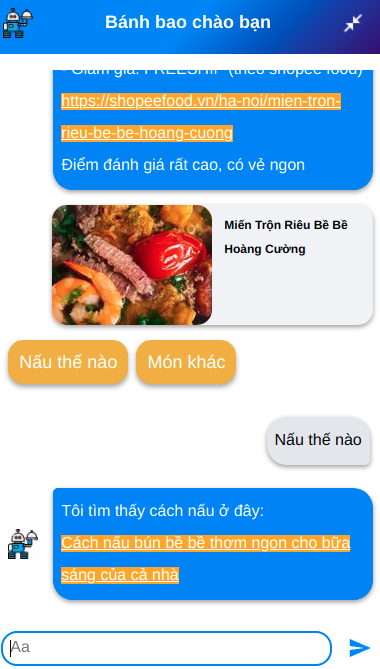 Bánh bao chào bạn
- Giảm giá: FREESHIP (theo shopee food)
https://shopeefood.vn/ha-noi/mien-tron-
rieu-be-be-hoang-cuong
Điểm đánh giá rất cao, có vẻ ngon
Miến Trộn Riêu Bề Bề
Hoàng Cường
Nấu thế nào
Món khác
Nấu thế nào
Tôi tìm thấy cách nấu ở đây:
Cách nấu bún bề bề thơm ngon cho bữa
sáng của cả nhà
Aa